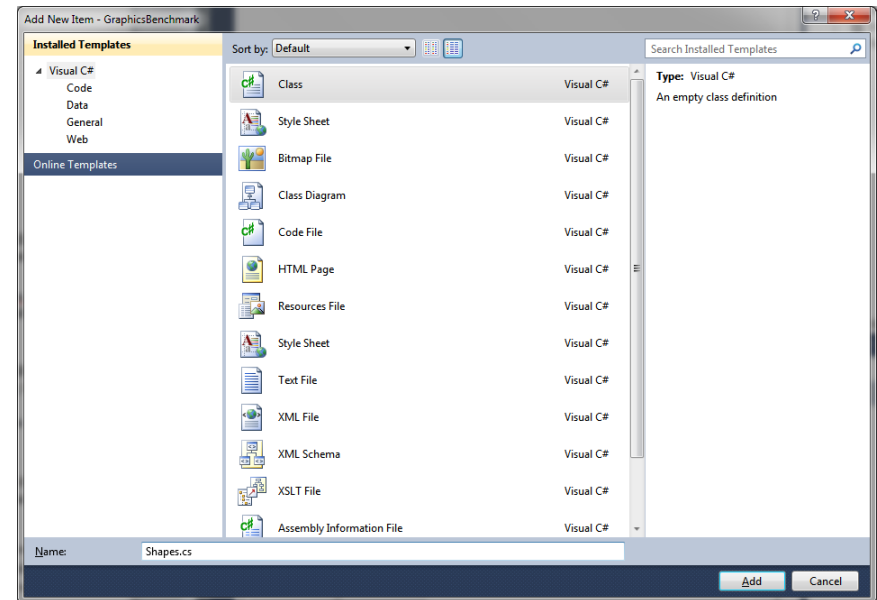 Add New Item - GraphicsBenchmark
Installed Templates
Sort by: Default
Search Installed Templates
Visual C#
Code
Data
General
Web
Online Templates
Class Visual C#
Style Sheet Visual C#
Bitmap File Visual C#
Class Diagram Visual C#
Code File Visual C#
HTML Page Visual C#
Resources File Visual C#
Style Sheet Visual C#
Text File Visual C#
XML File Visual C#
XML Schema Visual C#
XSLT File Visual C#
Assembly Information File Visual C#
Type: Visual C#
An empty class definition
Name: Shapes.cs
Add Cancel